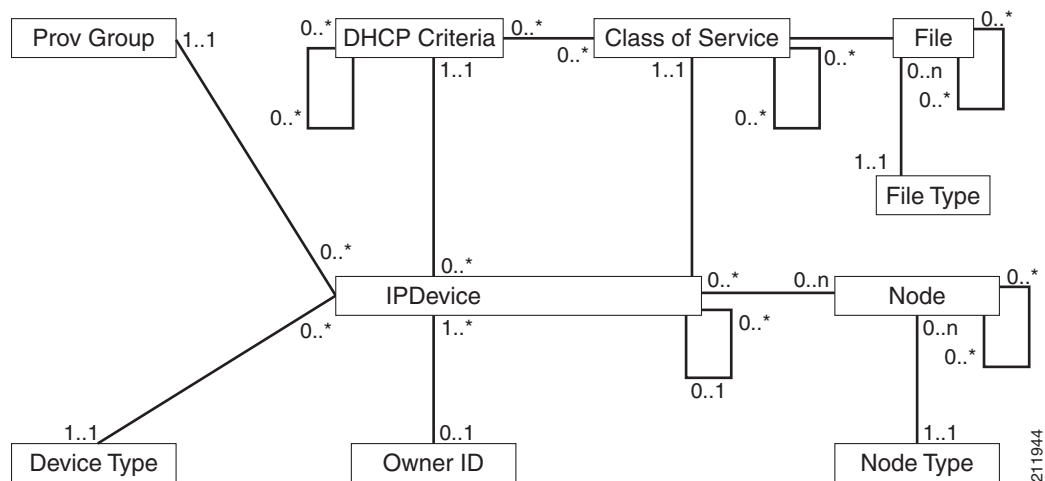 Prov Group
1..1
0..*
DHCP Criteria
0..*
0..*
1..1
0..*
Class of Service
1..1
0..*
0..*
File
0..*
0..n
0..*
1..1
File Type
0..*
0..*
0..*
IPDevice
1..*
0..*
0..n
0..*
0..1
Node
0..*
0..n
0..*
1..1
Device Type
0..1
Owner ID
1..1
Node Type
211944